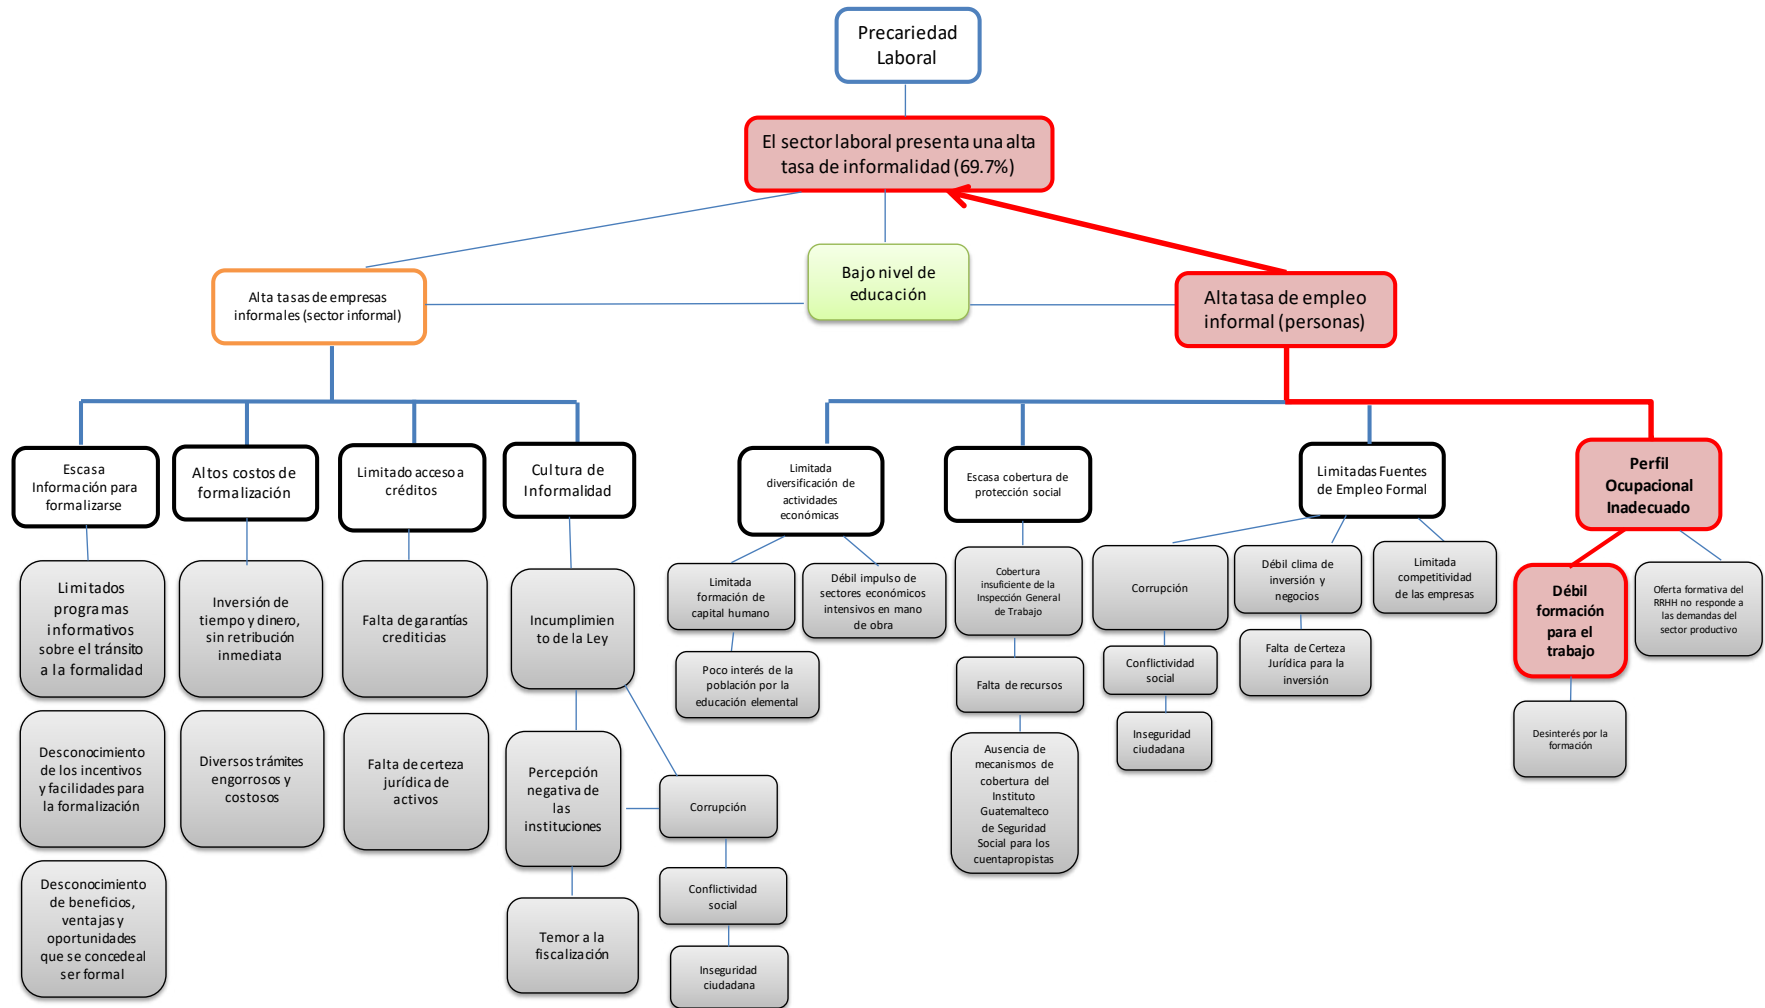 Precariedad
Laboral
El sector laboral presenta una alta
tasa de informalidad (69.7%)
Bajo nivel de
educación
Alta tasas de empresas
informales (sector informal)
Alta tasa de empleo
informal (personas)
Escasa
Información para
formalizarse
Altos costos de
formalización
Limitado acceso a
créditos
Cultura de
Informalidad
Limitada
diversificación de
actividades
económicas
Escasa cobertura de
protección social
Limitadas Fuentes
de Empleo Formal
Perfil
Ocupacional
Inadecuado
Limitados
programas
informativos
sobre el tránsito
a la formalidad
Inversión de
tiempo y dinero,
sin retribución
inmediata
Falta de garantías
crediticias
Incumplimien
to de la Ley
Limitada
formación de
capital humano
Débil impulso de
sectores económicos
intensivos en mano
de obra
Cobertura
insuficiente de la
Inspección General
de Trabajo
Corrupción
Débil clima de
inversión y
negocios
Limitada
competitividad
de las empresas
Débil
formación
para el
trabajo
Oferta formativa del
RRHH no responde a
las demandas del
sector productivo
Poco interés de la
población por la
educación elemental
Falta de recursos
Conflictividad
social
Falta de Certeza
Jurídica para la
inversión
Desconocimiento
de los incentivos
y facilidades para
la formalización
Diversos trámites
engorrosos y
costosos
Falta de certeza
jurídica de
activos
Percepción
negativa de
las
instituciones
Corrupción
Ausencia de
mecanismos de
cobertura del
Instituto
Guatemalteco
de Seguridad
Social para los
cuentapropistas
Inseguridad
ciudadana
Desinterés por la
formación
Desconocimiento
de beneficios,
ventajas y
oportunidades
que se concede al
ser formal
Temor a la
fiscalización
Conflictividad
social
Inseguridad
ciudadana